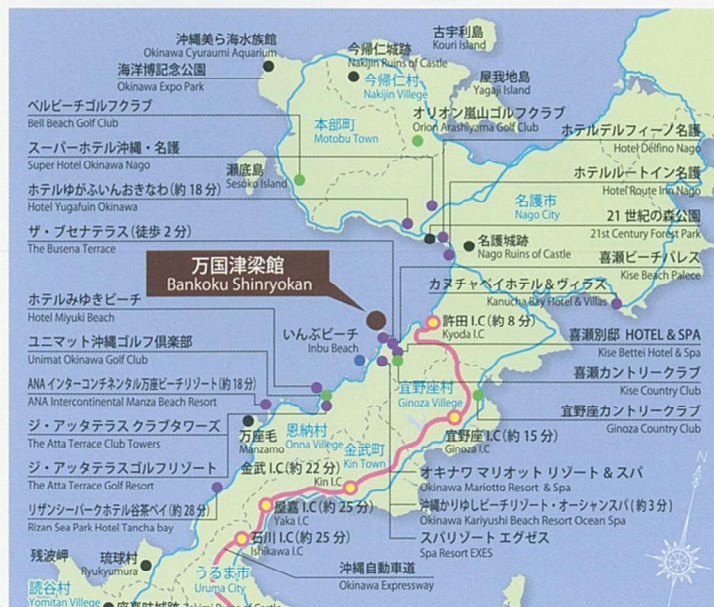 沖縄美ら海水族館
Okinawa Cyuraumi Aquarium
海洋博記念公園
Okinawa Expo Park
今帰仁城跡
Nakijin Ruins of Castle
今帰仁村
Nakijin Villege
古宇利島
Kouri Island
屋我地島
Yagaji Island
ベルビーチゴルフクラブ
Bell Beach Golf Club
本部町
Motobu Town
オリオン嵐山ゴルフクラブ
Orion Arashiyama Golf Club
ホテルデルフィーノ名護
Hotel Delfino Nago
スーパーホテル沖縄・名護
Super Hotel Okinawa Nago
瀬底島
Sesoko Island
ホテルルートイン名護
Hotel Route Inn Nago
ホテルゆがふいんおきなわ(約18分)
Hotel Yugafuin Okinawa
名護市
Nago City
21世紀の森公園
21st Century Forest Park
ザ・ブセナテラス(徒歩2分)
The Busena Terrace
名護城跡
Nago Ruins of Castle
喜瀬ビーチパレス
Kise Beach Palece
万国津梁館
Bankoku Shinryokan
カヌチャベイホテル&ヴィラス
Kanucha Bay Hotel & Villas
ホテルみゆきビーチ
Hotel Miyuki Beach
いんぶビーチ
Inbu Beach
許田I.C(約8分)
Kyoda I.C
喜瀬別邸 HOTEL & SPA
Kise Bettei Hotel & Spa
ユニマット沖縄ゴルフ倶楽部
Unimat Okinawa Golf Club
喜瀬カントリークラブ
Kise Country Club
ANAインターコンチネンタル万座ビーチリゾート(約18分)
ANA Intercontinental Manza Beach Resort
宜野座村
Ginoza Villege
宜野座カントリークラブ
Ginoza Country Club
ジ・アッタテラス クラブタワーズ
The Atta Terrace Club Towers
万座毛
Manzamo
恩納村
Onna Villege
金武町
Kin Town
宜野座I.C(約15分)
Ginoza I.C
ジ・アッタテラスゴルフリゾート
The Atta Terrace Golf Resort
金武I.C(約22分)
Kin I.C
オキナワ マリオット リゾート & スパ
Okinawa Mariotto Resort & Spa
リザンシーパークホテル谷茶ベイ(約28分)
Rizan Sea Park Hotel Tancha bay
屋嘉I.C(約25分)
Yaka I.C
沖縄かりゆしビーチリゾート・オーシャンスパ(約3分)
Okinawa Kariyushi Beach Resort Ocean Spa
石川I.C(約25分)
Ishikawa I.C
スパリゾート エグゼス
Spa Resort EXES
残波岬
琉球村
Ryukyumura
うるま市
Uruma City
沖縄自動車道
Okinawa Expressway
読谷村
Yomitan Villege